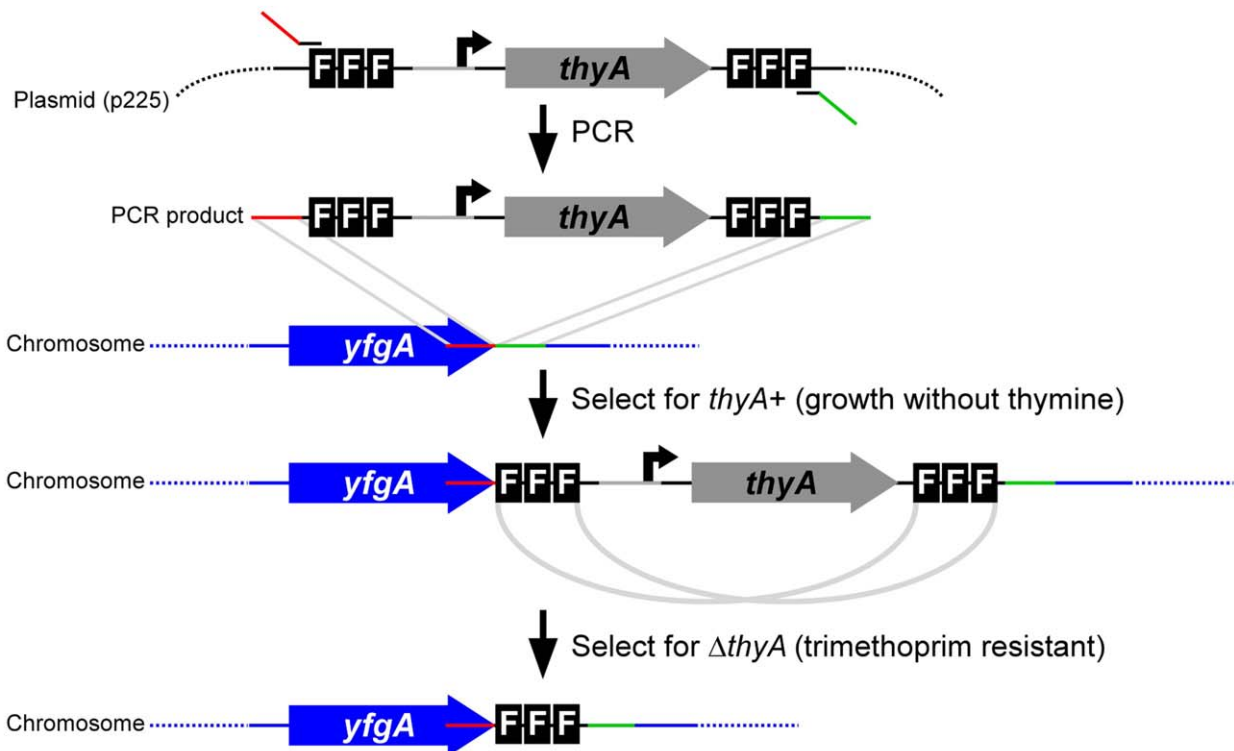 F F F thyA F F F
Plasmid (p225)
PCR
PCR product F F F thyA F F F
Chromosome yfgA
Select for thyA+ (growth without thymine)
Chromosome yfgA F F F thyA F F F
Select for ΔthyA (trimethoprim resistant)
Chromosome yfgA F F F